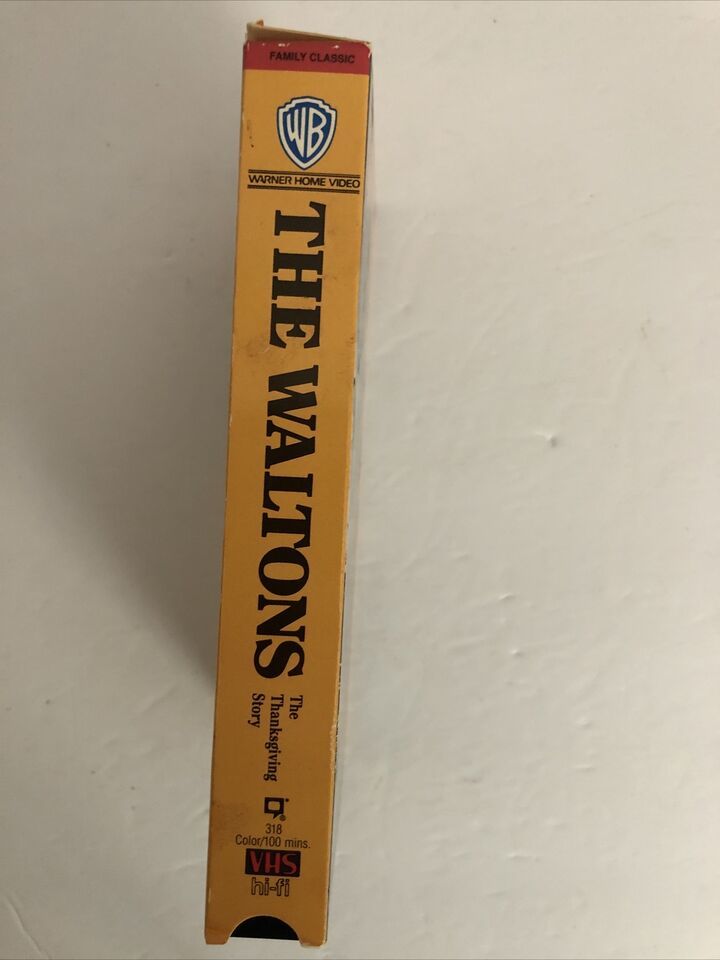 FAMILY CLASSIC
WB
WARNER HOME VIDEO
THE WALTONS
The
Thanksgiving
Story
®
318
Color/100 mins.
VHS
hi-fi